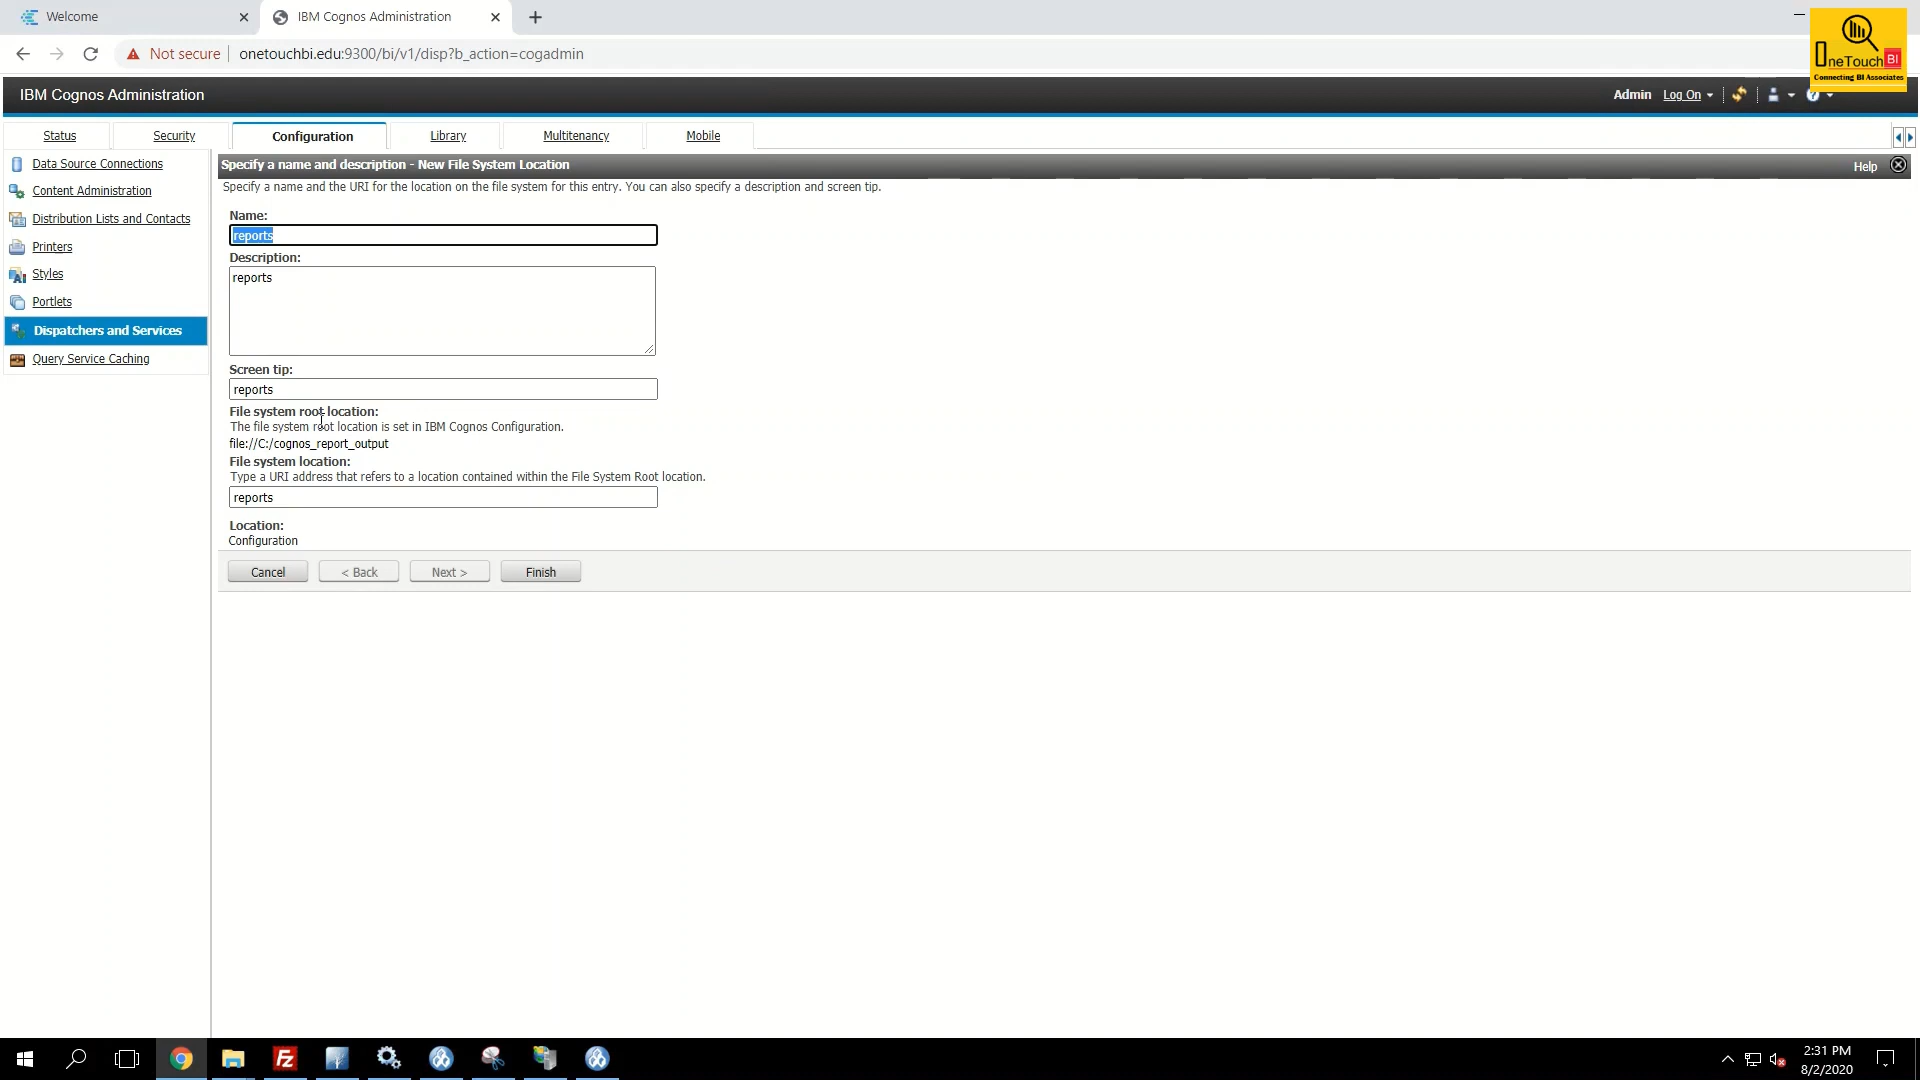 Welcome
IBM Cognos Administration
Not secure
onetouchbi.edu:9300/bi/v1/disp?b_action=cogadmin
OneTouch BI
Connecting BI Associates
IBM Cognos Administration
Admin
Log On
Status
Security
Configuration
Library
Multitenancy
Mobile
Data Source Connections
Content Administration
Distribution Lists and Contacts
Printers
Styles
Portlets
Dispatchers and Services
Query Service Caching
Specify a name and description - New File System Location
Help
Specify a name and the URI for the location on the file system for this entry. You can also specify a description and screen tip.
Name:
reports
Description:
reports
Screen tip:
reports
File system root location:
The file system root location is set in IBM Cognos Configuration.
file://C:/cognos_report_output
File system location:
Type a URI address that refers to a location contained within the File System Root location.
reports
Location:
Configuration
Cancel
< Back
Next >
Finish
2:31 PM
8/2/2020